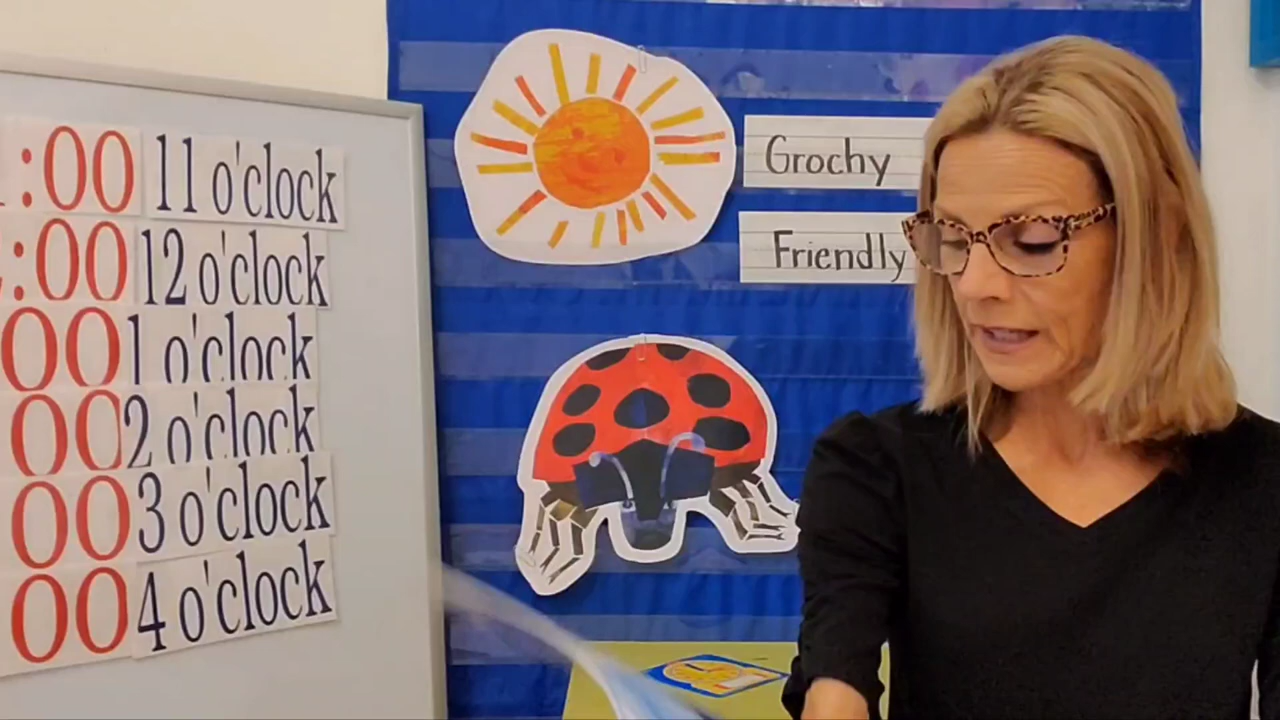 :00 11 o'clock
:00 12 o'clock
00 1 o'clock
00 2 o'clock
00 3 o'clock
00 4 o'clock
Grochy
Friendly